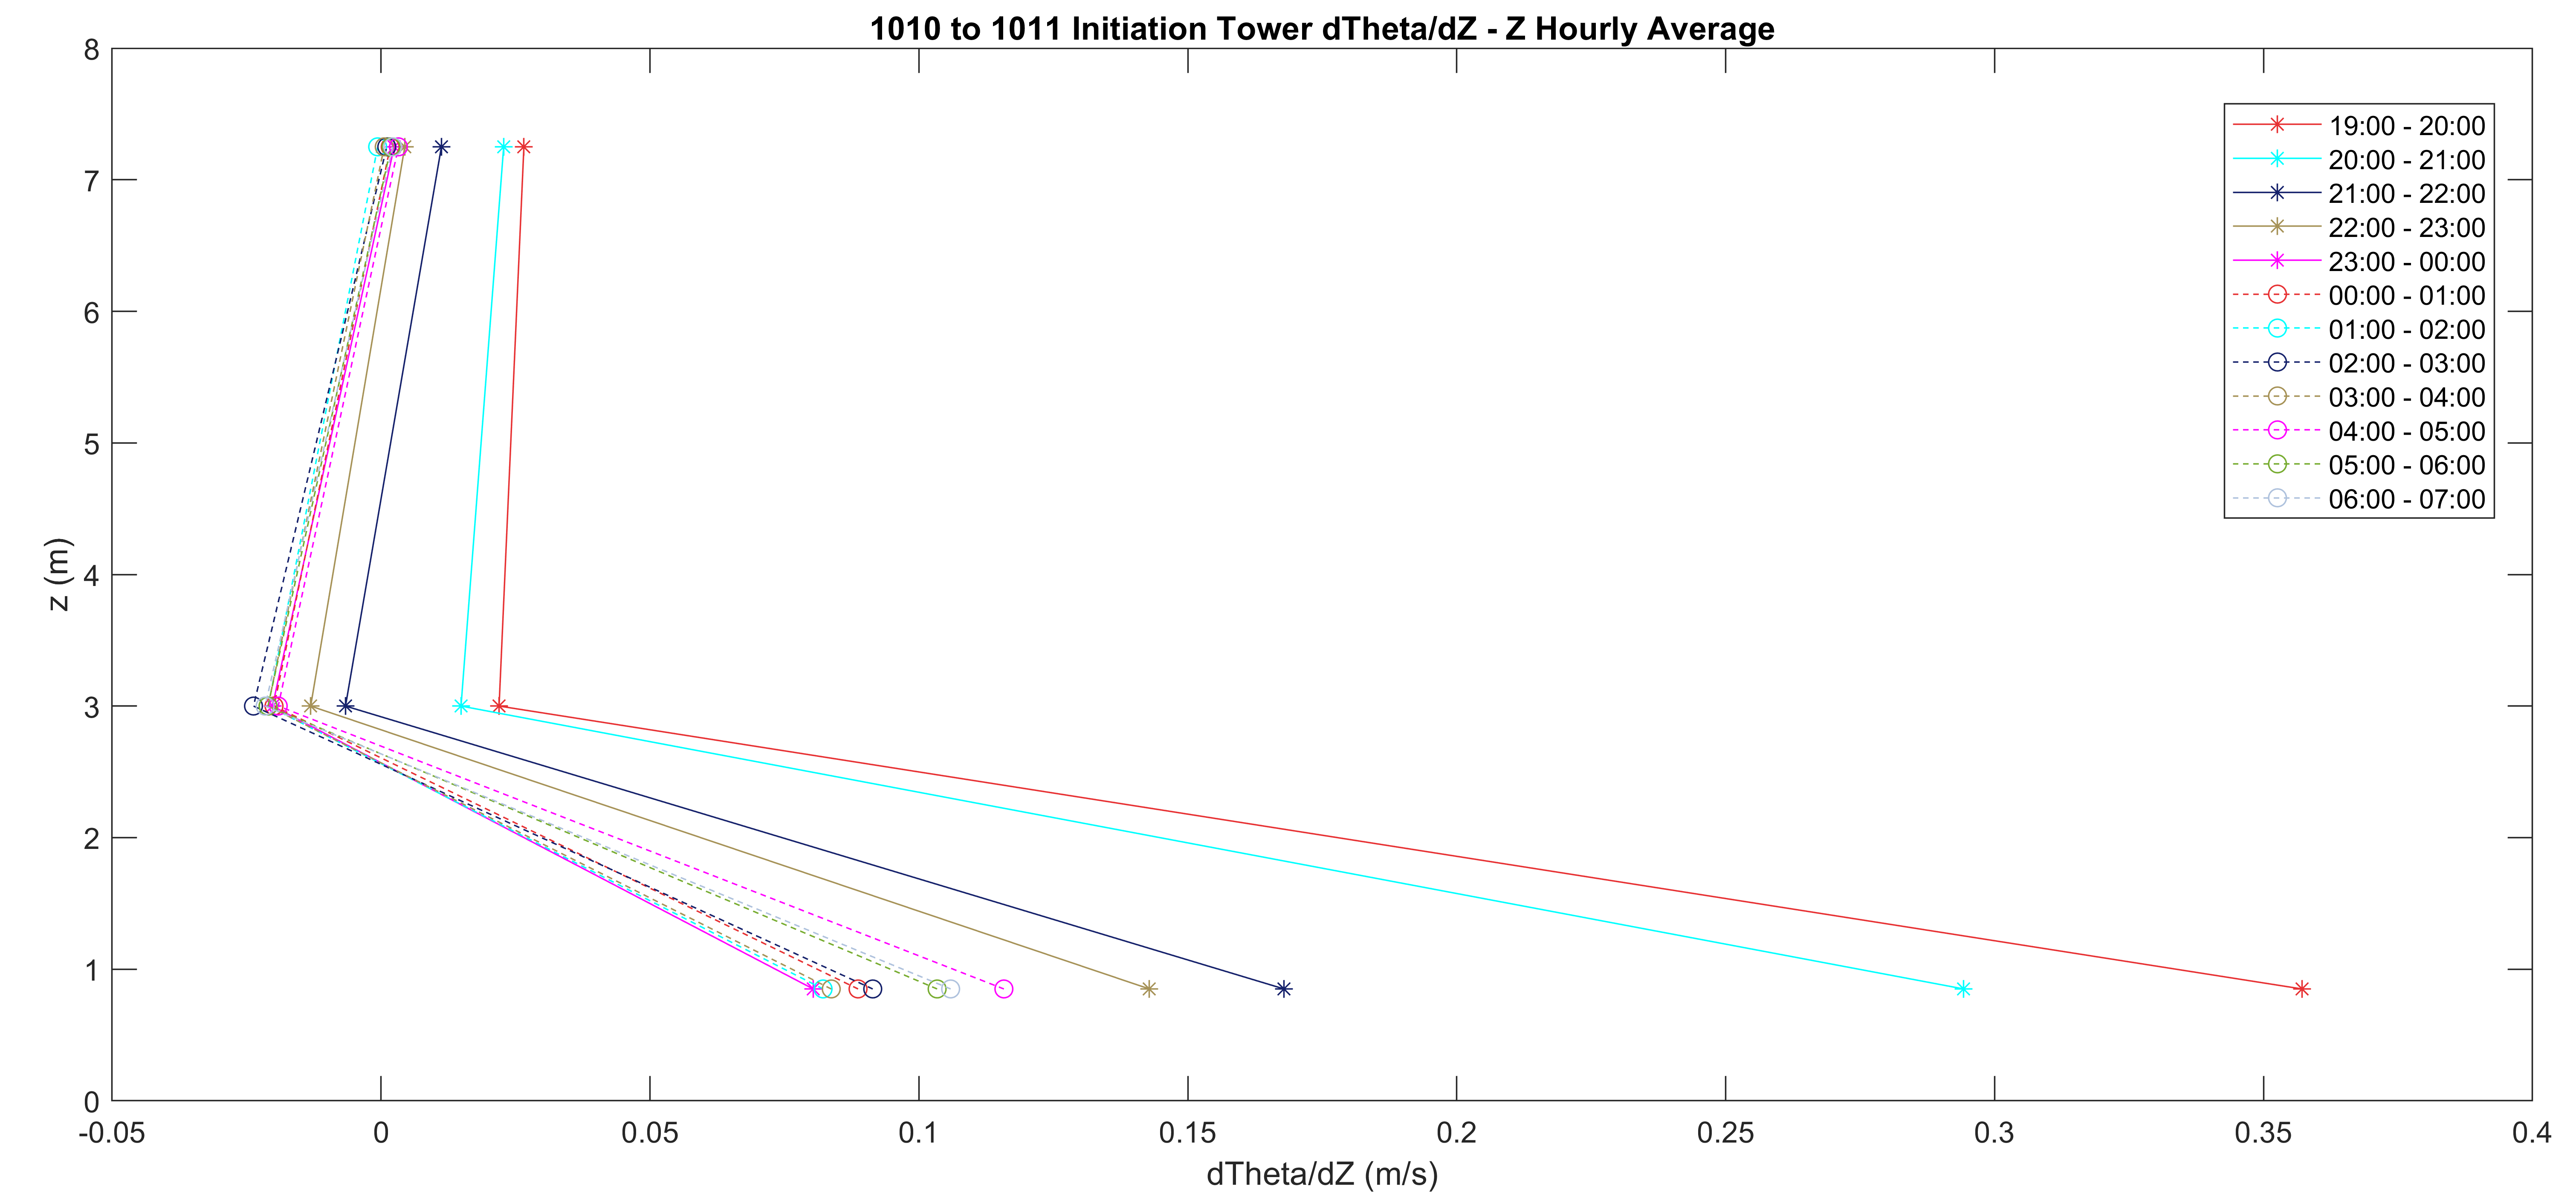 1010 to 1011 Initiation Tower dTheta/dZ - Z Hourly Average
8
7
6
5
4
3
2
1
0
z (m)
19:00 - 20:00
20:00 - 21:00
21:00 - 22:00
22:00 - 23:00
23:00 - 00:00
00:00 - 01:00
01:00 - 02:00
02:00 - 03:00
03:00 - 04:00
04:00 - 05:00
05:00 - 06:00
06:00 - 07:00
-0.05 0 0.05 0.1 0.15 0.2 0.25 0.3 0.35 0.4
dTheta/dZ (m/s)